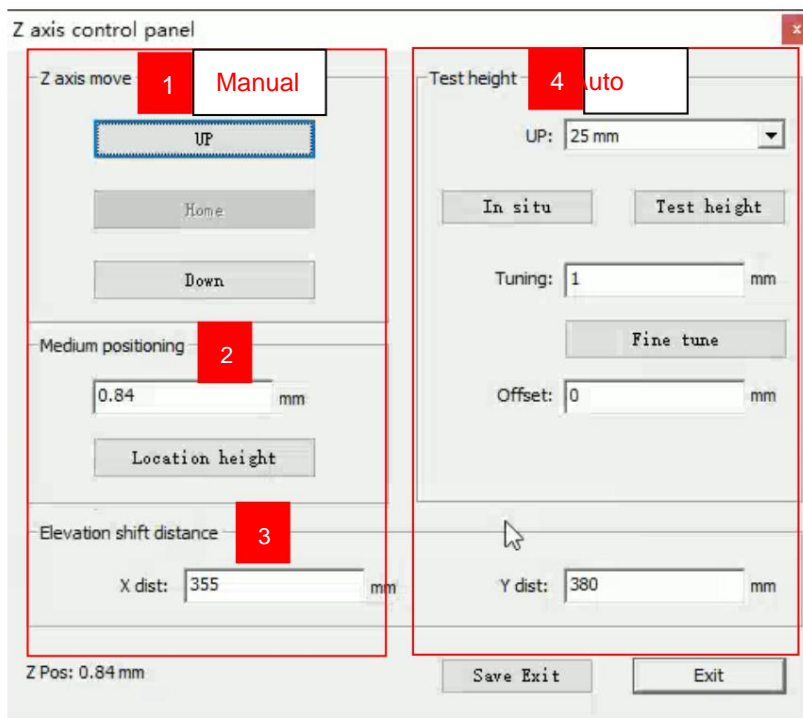 Z axis control panel
x
Z axis move
1
Manual
UP
Home
Down
Medium positioning
2
0.84 mm
Location height
Elevation shift distance
3
X dist: 355 mm
Y dist: 380 mm
Test height
4
uto
UP: 25 mm
In situ
Test height
Tuning: 1 mm
Fine tune
Offset: 0 mm
Z Pos: 0.84 mm
Save Exit
Exit